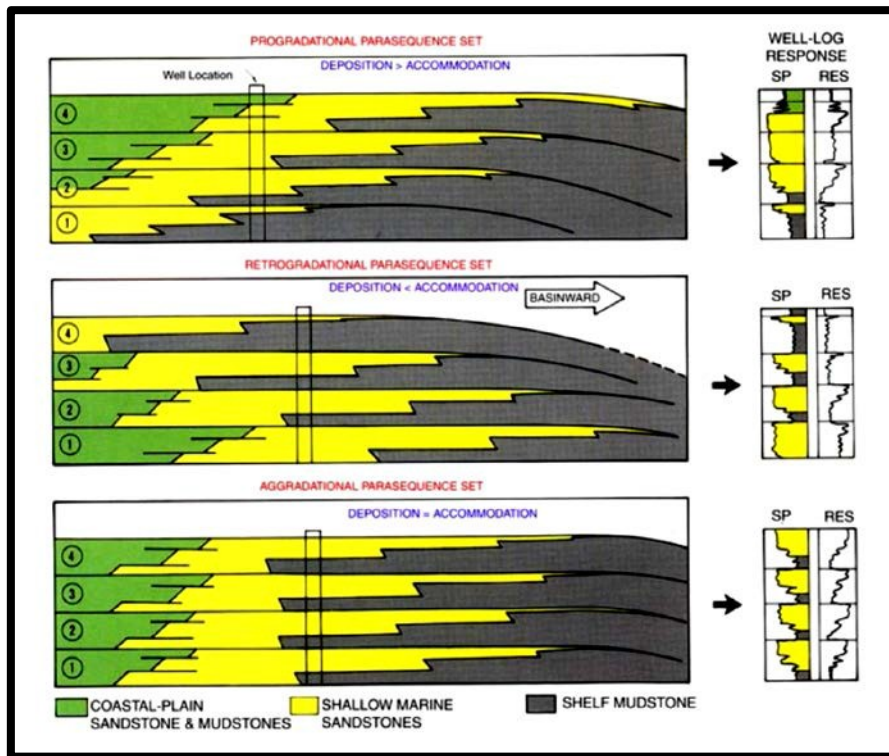 PROGRADATIONAL PARASEQUENCE SET
WELL-LOG
RESPONSE
DEPOSITION > ACCOMMODATION
Well Location
SP RES
4
3
2
1
RETROGRADATIONAL PARASEQUENCE SET
DEPOSITION < ACCOMMODATION
BASINWARD
SP RES
4
3
2
1
AGGRADATIONAL PARASEQUENCE SET
DEPOSITION = ACCOMMODATION
SP RES
4
3
2
1
COASTAL-PLAIN
SANDSTONE & MUDSTONES
SHALLOW MARINE
SANDSTONES
SHELF MUDSTONE